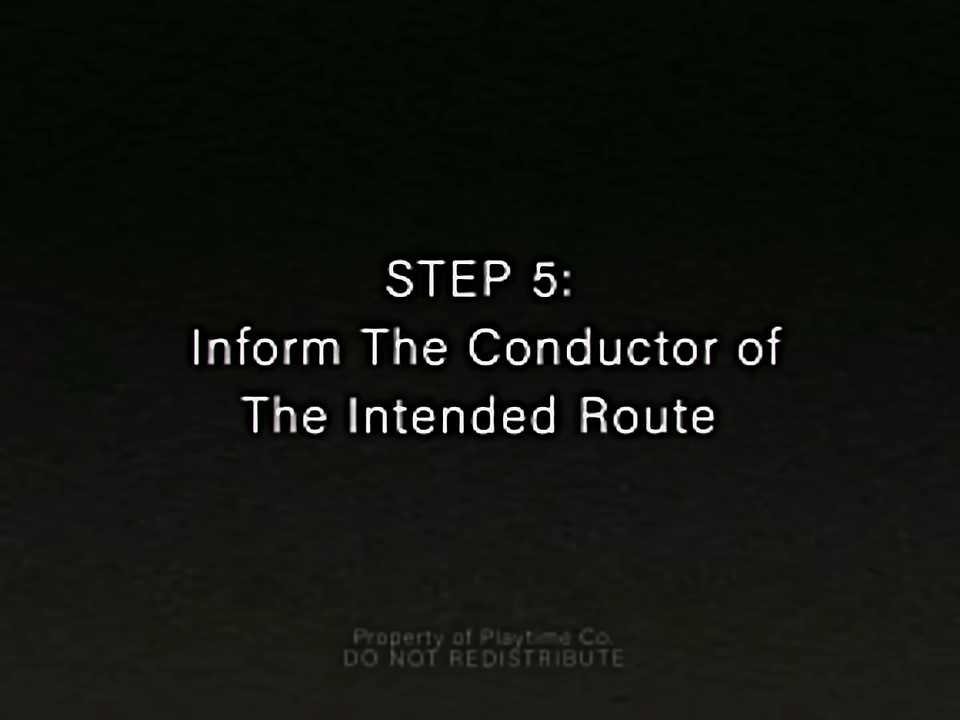 STEP 5:
Inform The Conductor of
The Intended Route
Property of Playtime Co.
DO NOT REDISTRIBUTE